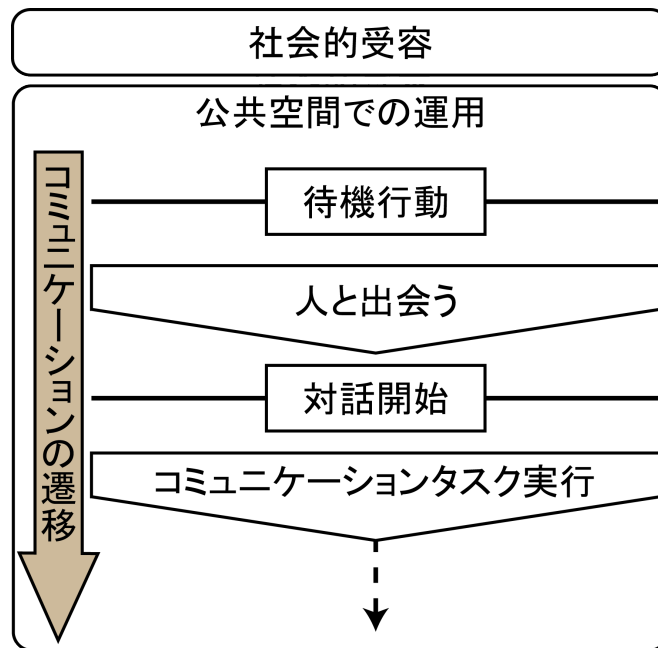 社会的受容
公共空間での運用
コミュニケーションの遷移
待機行動
人と出会う
対話開始
コミュニケーションタスク実行